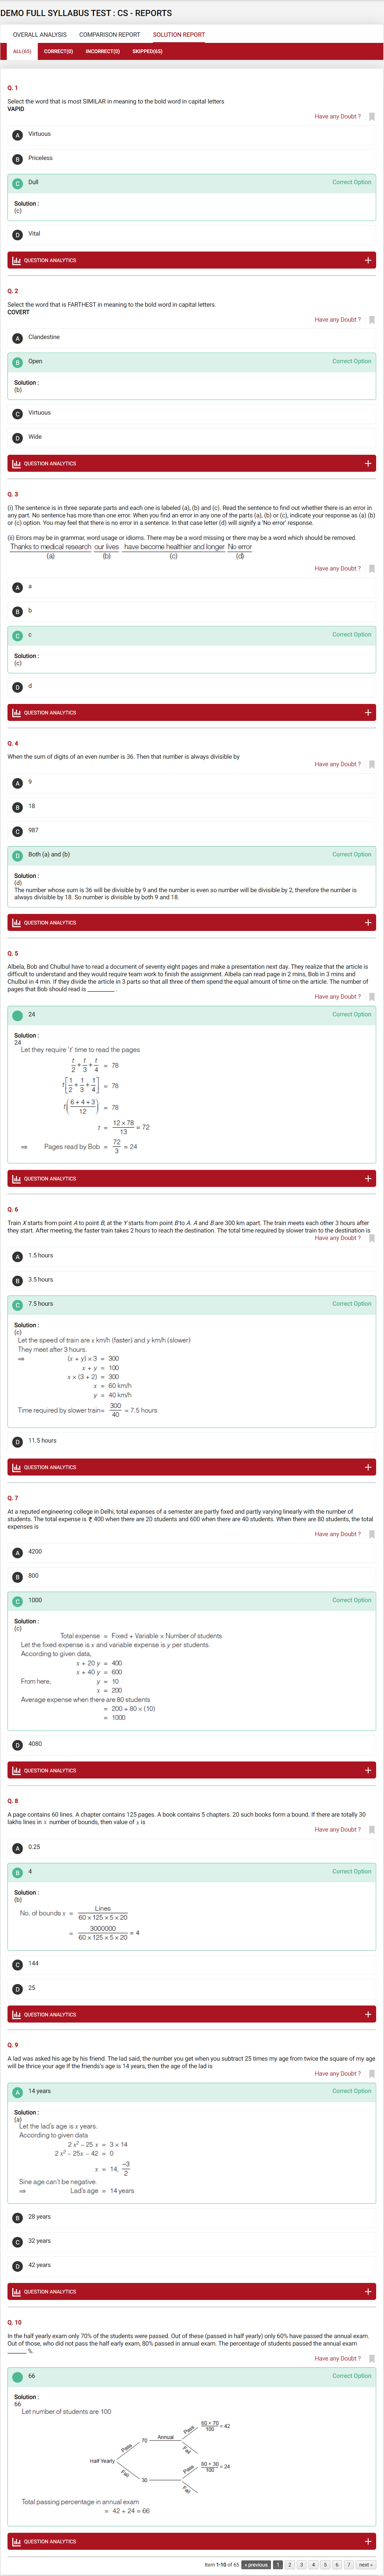 DEMO FULL SYLLABUS TEST : CS - REPORTS
OVERALL ANALYSIS COMPARISON REPORT SOLUTION REPORT
ALL(65) CORRECT(0) INCORRECT(0) SKIPPED(65)
Q. 1
Select the word that is most SIMILAR in meaning to the bold word in capital letters
VAPID
Have any Doubt ?
A Virtuous
B Priceless
C Dull Correct Option
Solution :
(c)
D Vital
QUESTION ANALYTICS +
Q. 2
Select the word that is FARTHEST in meaning to the bold word in capital letters.
COVERT
Have any Doubt ?
A Clandestine
B Open Correct Option
Solution :
(b)
C Virtuous
D Wide
QUESTION ANALYTICS +
Q. 3
(i) The sentence is in three separate parts and each one is labeled (a), (b) and (c). Read the sentence to find out whether there is an error in
any part. No sentence has more than one error. When you find an error in any one of the parts (a), (b) or (c), indicate your response as (a) (b)
or (c) option. You may feel that there is no error in a sentence. In that case letter (d) will signify a 'No error' response.
(ii) Errors may be in grammar, word usage or idioms. There may be a word missing or there may be a word which should be removed.
Thanks to medical research our lives have become healthier and longer No error
(a) (b) (c) (d)
Have any Doubt ?
A a
B b
C c Correct Option
Solution :
(c)
D d
QUESTION ANALYTICS +
Q. 4
When the sum of digits of an even number is 36. Then that number is always divisible by
Have any Doubt ?
A 9
B 18
C 987
D Both (a) and (b) Correct Option
Solution :
(d)
The number whose sum is 36 will be divisible by 9 and the number is even so number will be divisible by 2, therefore the number is
always divisible by 18. So number is divisible by both 9 and 18.
QUESTION ANALYTICS +
Q. 5
Albela, Bob and Chulbul have to read a document of seventy eight pages and make a presentation next day. They realize that the article is
difficult to understand and they would require team work to finish the assignment. Albela can read page in 2 mins, Bob in 3 mins and
Chulbul in 4 min. If they divide the article in 3 parts so that all three of them spend the equal amount of time on the article. The number of
pages that Bob should read is ________ .
Have any Doubt ?
24 Correct Option
Solution :
24
Let they require 't' time to read the pages
t/2 + t/3 + t/4 = 78
t[1/2 + 1/3 + 1/4] = 78
t((6 + 4 + 3)/12) = 78
t = (12 × 78)/13 = 72
⇒ Pages read by Bob = 72/3 = 24
QUESTION ANALYTICS +
Q. 6
Train X starts from point A to point B, at the Y starts from point B to A. A and B are 300 km apart. The train meets each other 3 hours after
they start. After meeting, the faster train takes 2 hours to reach the destination. The total time required by slower train to the destination is
Have any Doubt ?
A 1.5 hours
B 3.5 hours
C 7.5 hours Correct Option
Solution :
(c)
Let the speed of train are x km/h (faster) and y km/h (slower)
They meet after 3 hours.
⇒ (x + y) × 3 = 300
x + y = 100
x × (3 + 2) = 300
x = 60 km/h
y = 40 km/h
Time required by slower train= 300/40 = 7.5 hours
D 11.5 hours
QUESTION ANALYTICS +
Q. 7
At a reputed engineering college in Delhi, total expanses of a semester are partly fixed and partly varying linearly with the number of
students. The total expense is ₹ 400 when there are 20 students and 600 when there are 40 students. When there are 80 students, the total
expenses is
Have any Doubt ?
A 4200
B 800
C 1000 Correct Option
Solution :
(c)
Total expense = Fixed + Variable × Number of students
Let the fixed expense is x and variable expense is y per students.
According to given data,
x + 20 y = 400
x + 40 y = 600
From here, y = 10
x = 200
Average expense when there are 80 students
= 200 + 80 × (10)
= 1000
D 4080
QUESTION ANALYTICS +
Q. 8
A page contains 60 lines. A chapter contains 125 pages. A book contains 5 chapters. 20 such books form a bound. If there are totally 30
lakhs lines in x number of bounds, then value of x is
Have any Doubt ?
A 0.25
B 4 Correct Option
Solution :
(b)
No. of bounds x = Lines/(60 × 125 × 5 × 20)
= 3000000/(60 × 125 × 5 × 20) = 4
C 144
D 25
QUESTION ANALYTICS +
Q. 9
A lad was asked his age by his friend. The lad said, the number you get when you subtract 25 times my age from twice the square of my age
will be thrice your age If the friends's age is 14 years, then the age of the lad is
Have any Doubt ?
A 14 years Correct Option
Solution :
(a)
Let the lad's age is x years.
According to given data
2 x² – 25 x = 3 × 14
2 x² – 25x – 42 = 0
x = 14, –3/2
Sine age can't be negative.
⇒ Lad's age = 14 years
B 28 years
C 32 years
D 42 years
QUESTION ANALYTICS +
Q. 10
In the half yearly exam only 70% of the students were passed. Out of these (passed in half yearly) only 60% have passed the annual exam.
Out of those, who did not pass the half early exam, 80% passed in annual exam. The percentage of students passed the annual exam
______ %.
Have any Doubt ?
66 Correct Option
Solution :
66
Let number of students are 100
Half Yearly
Pass 70 Annual Pass (60 × 70)/100 = 42
Fail
Fail 30 Pass (80 × 30)/100 = 24
Fail
Total passing percentage in annual exam
= 42 + 24 = 66
QUESTION ANALYTICS +
Item 1-10 of 65 « previous 1 2 3 4 5 6 7 next »